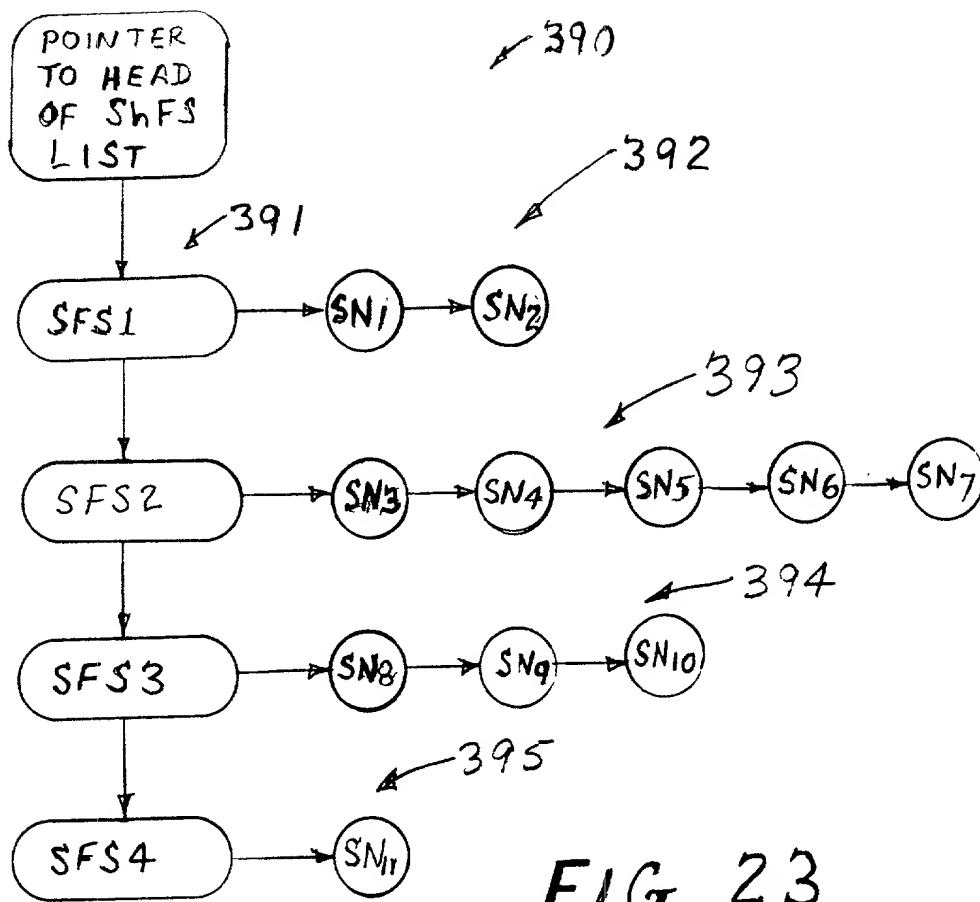 POINTER
TO HEAD
OF ShFS
LIST
390
392
391
SFS1
SN1
SN2
393
SFS2
SN3
SN4
SN5
SN6
SN7
394
SFS3
SN8
SN9
SN10
395
SFS4
SN11
FIG 23